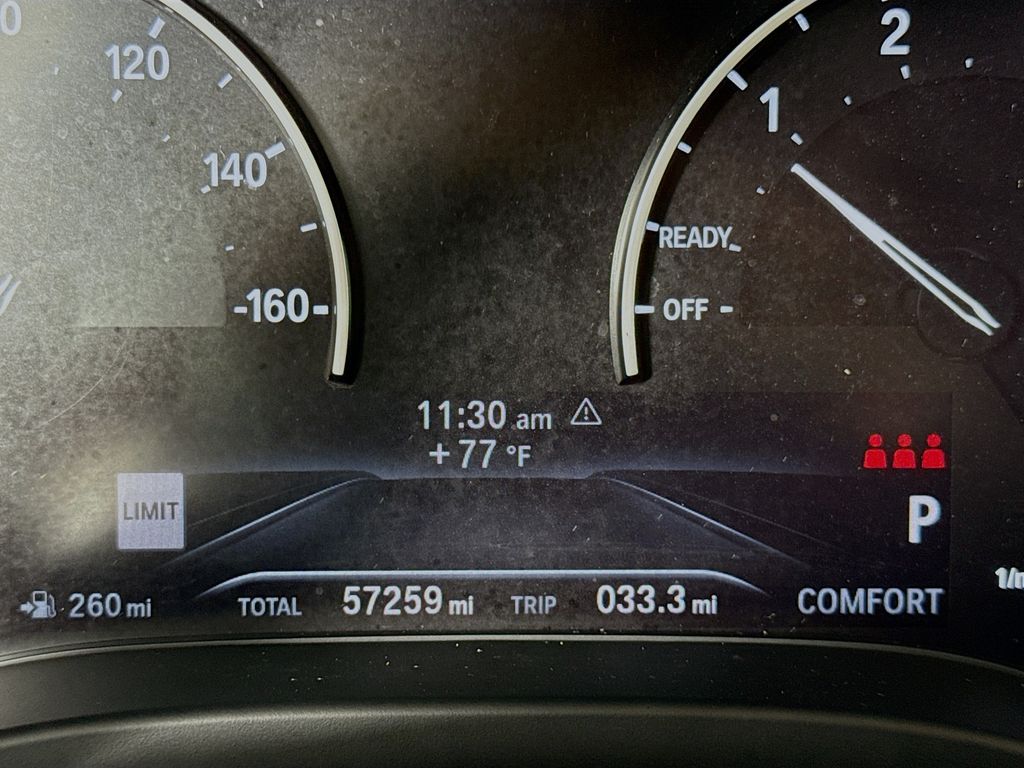 120
140
-160-
2
1
READY
OFF
11:30 am
+77 °F
LIMIT
P
260 mi
TOTAL 57259 mi TRIP 033.3 mi
COMFORT